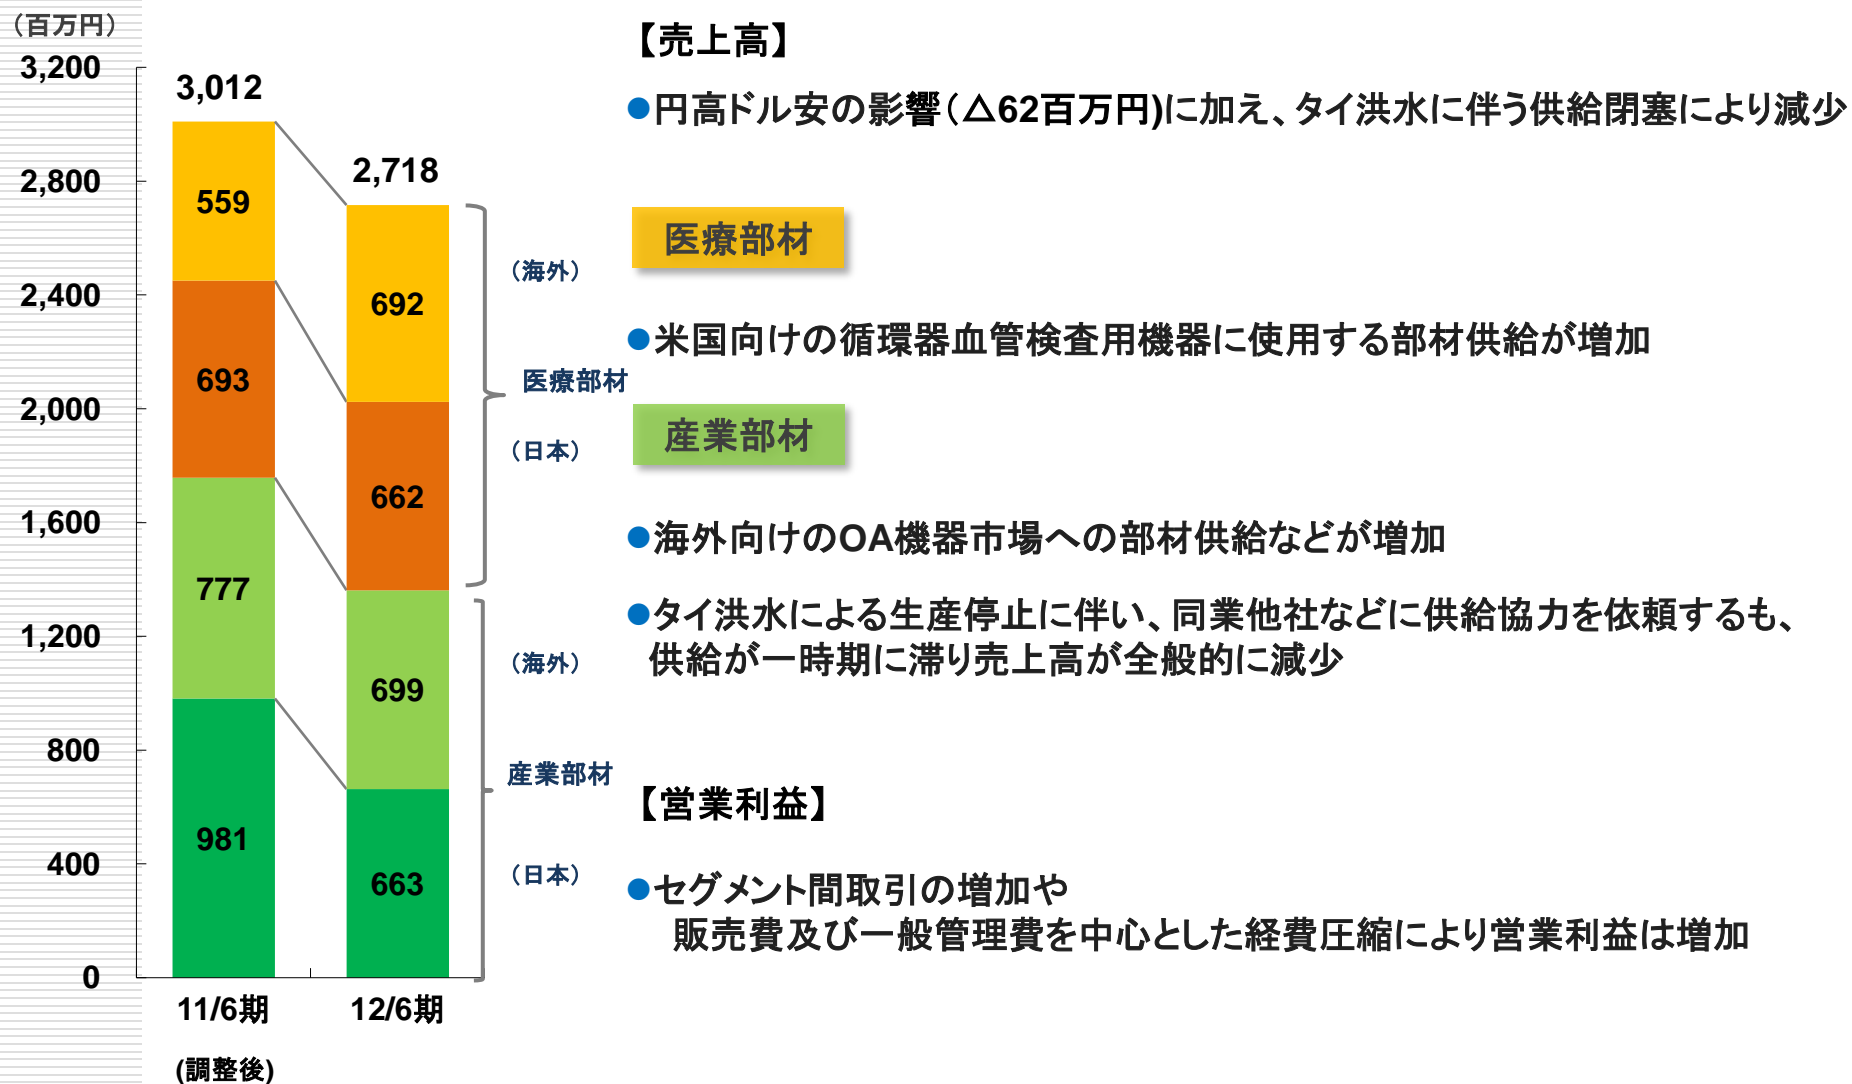 （百万円）
3,200
2,800
2,400
2,000
1,600
1,200
800
400
0
3,012
559
693
777
981
2,718
692
662
699
663
11/6期
(調整後)
12/6期
（海外）
医療部材
（日本）
（海外）
産業部材
（日本）
【売上高】
●円高ドル安の影響（△62百万円)に加え、タイ洪水に伴う供給閉塞により減少
医療部材
●米国向けの循環器血管検査用機器に使用する部材供給が増加
産業部材
●海外向けのOA機器市場への部材供給などが増加
●タイ洪水による生産停止に伴い、同業他社などに供給協力を依頼するも、
供給が一時期に滞り売上高が全般的に減少
【営業利益】
●セグメント間取引の増加や
販売費及び一般管理費を中心とした経費圧縮により営業利益は増加